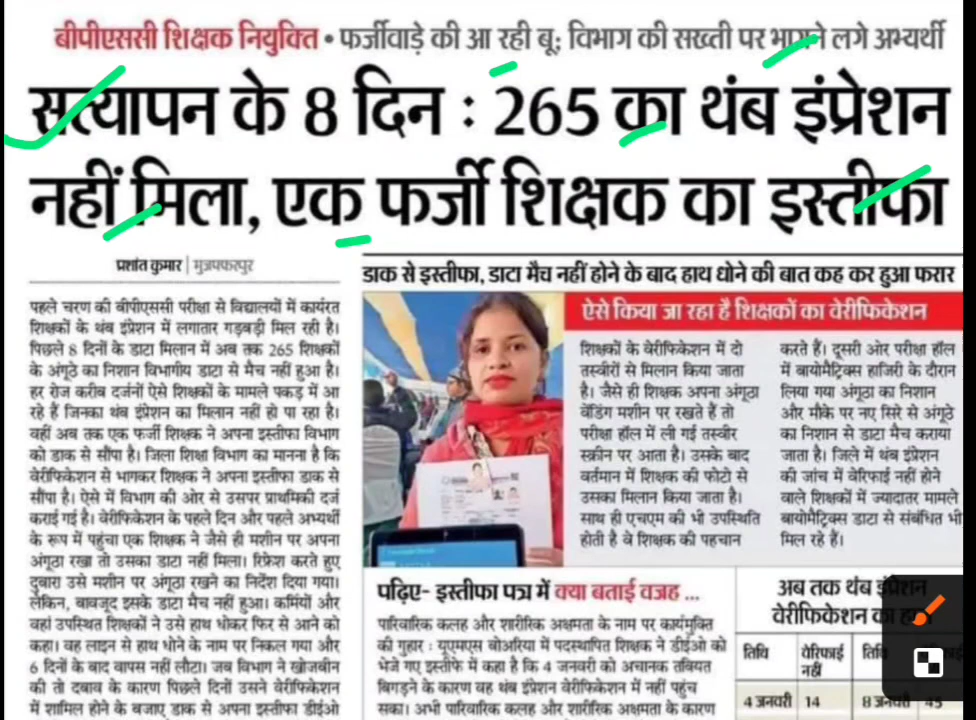 बीपीएससी शिक्षक नियुक्ति • फर्जीवाड़े की आ रही बू; विभाग की सख्ती पर भागने लगे अभ्यर्थी
सत्यापन के 8 दिन : 265 का थंब इंप्रेशन
नहीं मिला, एक फर्जी शिक्षक का इस्तीफा
प्रशांत कुमार | मुजफ्फरपुर
पहले चरण की बीपीएससी परीक्षा से विद्यालयों में कार्यरत
शिक्षकों के थंब इंप्रेशन में लगातार गड़बड़ी मिल रही है।
पिछले 8 दिनों के डाटा मिलान में अब तक 265 शिक्षकों
के अंगूठे का निशान विभागीय डाटा से मैच नहीं हुआ है।
हर रोज करीब दर्जनों ऐसे शिक्षकों के मामले पकड़ में आ
रहे हैं जिनका थंब इंप्रेशन का मिलान नहीं हो पा रहा है।
वहीं अब तक एक फर्जी शिक्षक ने अपना इस्तीफा विभाग
को डाक से सौंपा है। जिला शिक्षा विभाग का मानना है कि
वेरीफिकेशन से भागकर शिक्षक ने अपना इस्तीफा डाक से
सौंपा है। ऐसे में विभाग की ओर से उसपर प्राथमिकी दर्ज
कराई गई है। वेरीफिकेशन के पहले दिन और पहले अभ्यर्थी
के रूप में पहुंचा एक शिक्षक ने जैसे ही मशीन पर अपना
अंगूठा रखा तो उसका डाटा नहीं मिला। रिफ्रेश करते हुए
दुबारा उसे मशीन पर अंगूठा रखने का निर्देश दिया गया।
लेकिन, बावजूद इसके डाटा मैच नहीं हुआ। कर्मियों और
वहां उपस्थित शिक्षकों ने उसे हाथ धोकर फिर से आने को
कहा। वह लाइन से हाथ धोने के नाम पर निकल गया और
6 दिनों के बाद वापस नहीं लौटा। जब विभाग ने खोजबीन
की तो दबाव के कारण पिछले दिनों उसने वेरीफिकेशन
में शामिल होने के बजाए डाक से अपना इस्तीफा डीईओ
डाक से इस्तीफा, डाटा मैच नहीं होने के बाद हाथ धोने की बात कह कर हुआ फरार
ऐसे किया जा रहा है शिक्षकों का वेरीफिकेशन
शिक्षकों के वेरीफिकेशन में दो
तस्वीरों से मिलान किया जाता
है। जैसे ही शिक्षक अपना अंगूठा
वेंडिंग मशीन पर रखते हैं तो
परीक्षा हॉल में ली गई तस्वीर
स्क्रीन पर आता है। उसके बाद
वर्तमान में शिक्षक की फोटो से
उसका मिलान किया जाता है।
साथ ही एचएम की भी उपस्थिति
होती है वे शिक्षक की पहचान
करते हैं। दूसरी ओर परीक्षा हॉल
में बायोमैट्रिक्स हाजिरी के दौरान
लिया गया अंगूठा का निशान
और मौके पर नए सिरे से अंगूठे
का निशान से डाटा मैच कराया
जाता है। जिले में थंब इंप्रेशन
की जांच में वेरिफाई नहीं होने
वाले शिक्षकों में ज्यादातर मामले
बायोमैट्रिक्स डाटा से संबंधित भी
मिल रहे हैं।
पढ़िए- इस्तीफा पत्र में क्या बताई वजह ...
पारिवारिक कलह और शारीरिक अक्षमता के नाम पर कार्यमुक्ति
की गुहार : यूएमएस बोअरिया में पदस्थापित शिक्षक ने डीईओ को
भेजे गए इस्तीफे में कहा है कि 4 जनवरी को अचानक तबियत
बिगड़ने के कारण वह थंब इंप्रेशन वेरीफिकेशन में नहीं पहुंच
सका। अभी पारिवारिक कलह और शारीरिक अक्षमता के कारण
अब तक थंब इंप्रेशन
वेरीफिकेशन का
तिथि वेरिफाई नहीं तिथि
4 जनवरी 14 8 जनवरी 45